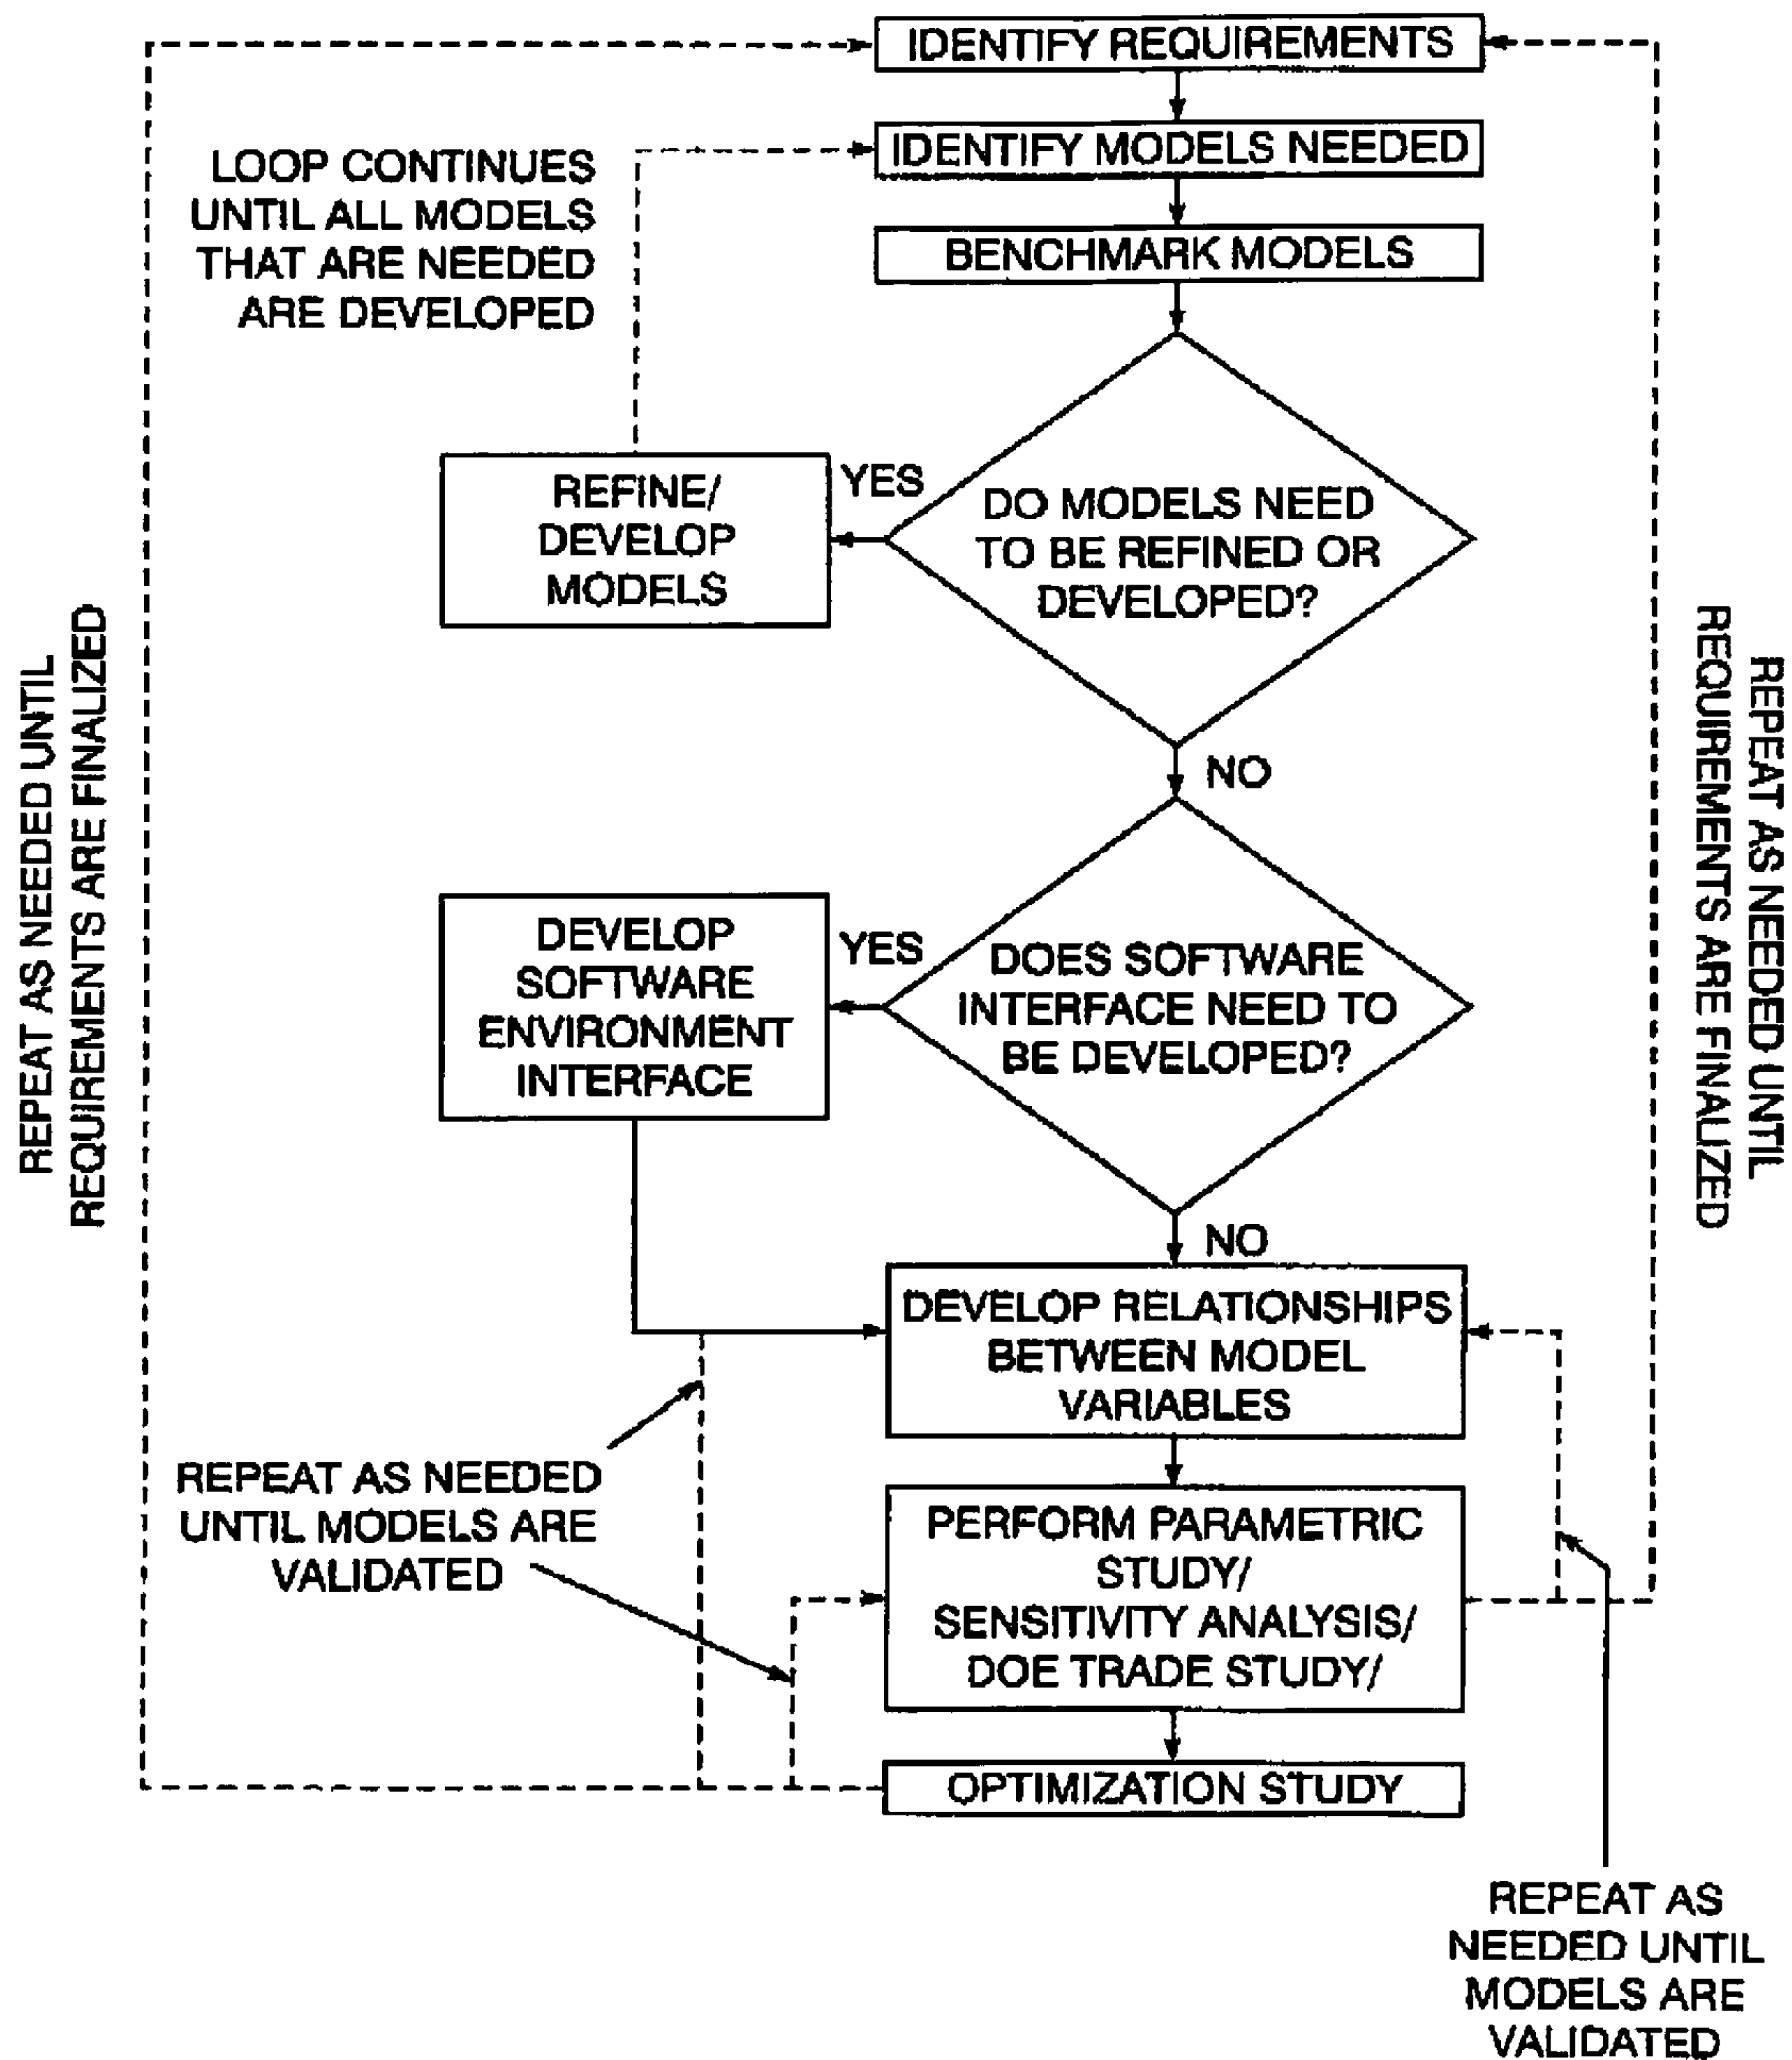 IDENTIFY REQUIREMENTS
IDENTIFY MODELS NEEDED
LOOP CONTINUES
UNTIL ALL MODELS
THAT ARE NEEDED
ARE DEVELOPED
BENCHMARK MODELS
YES
REFINE/
DEVELOP
MODELS
DO MODELS NEED
TO BE REFINED OR
DEVELOPED?
NO
REPEAT AS NEEDED UNTIL
REQUIREMENTS ARE FINALIZED
REPEAT AS NEEDED UNTIL
REQUIREMENTS ARE FINALIZED
YES
DEVELOP
SOFTWARE
ENVIRONMENT
INTERFACE
DOES SOFTWARE
INTERFACE NEED TO
BE DEVELOPED?
NO
DEVELOP RELATIONSHIPS
BETWEEN MODEL
VARIABLES
REPEAT AS NEEDED
UNTIL MODELS ARE
VALIDATED
PERFORM PARAMETRIC
STUDY/
SENSITIVITY ANALYSIS/
DOE TRADE STUDY/
OPTIMIZATION STUDY
REPEAT AS
NEEDED UNTIL
MODELS ARE
VALIDATED